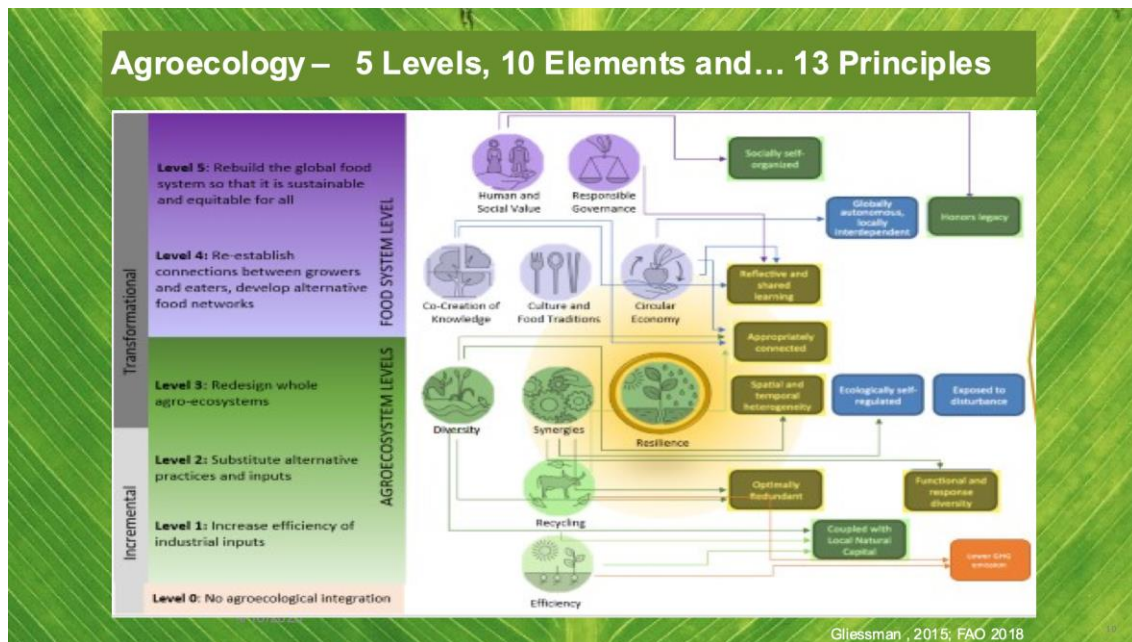 Agroecology – 5 Levels, 10 Elements and... 13 Principles
Transformational
Incremental
Level 5: Rebuild the global food
system so that it is sustainable
and equitable for all
Level 4: Re-establish
connections between growers
and eaters, develop alternative
food networks
FOOD SYSTEM LEVEL
Level 3: Redesign whole
agro-ecosystems
Level 2: Substitute alternative
practices and inputs
Level 1: Increase efficiency of
industrial inputs
AGROECOSYSTEM LEVELS
Level 0: No agroecological integration
Human and
Social Value
Responsible
Governance
Co-Creation of
Knowledge
Culture and
Food Traditions
Circular
Economy
Diversity
Synergies
Resilience
Recycling
Efficiency
Socially self-
organized
Globally
autonomous,
locally
interdependent
Honors legacy
Reflective and
shared
learning
Appropriately
connected
Spatial and
temporal
heterogeneity
Ecologically self-
regulated
Exposed to
disturbance
Optimally
Redundant
Functional and
response
diversity
Coupled with
Local Natural
Capital
Lower GHG
emission
Gliessman , 2015; FAO 2018